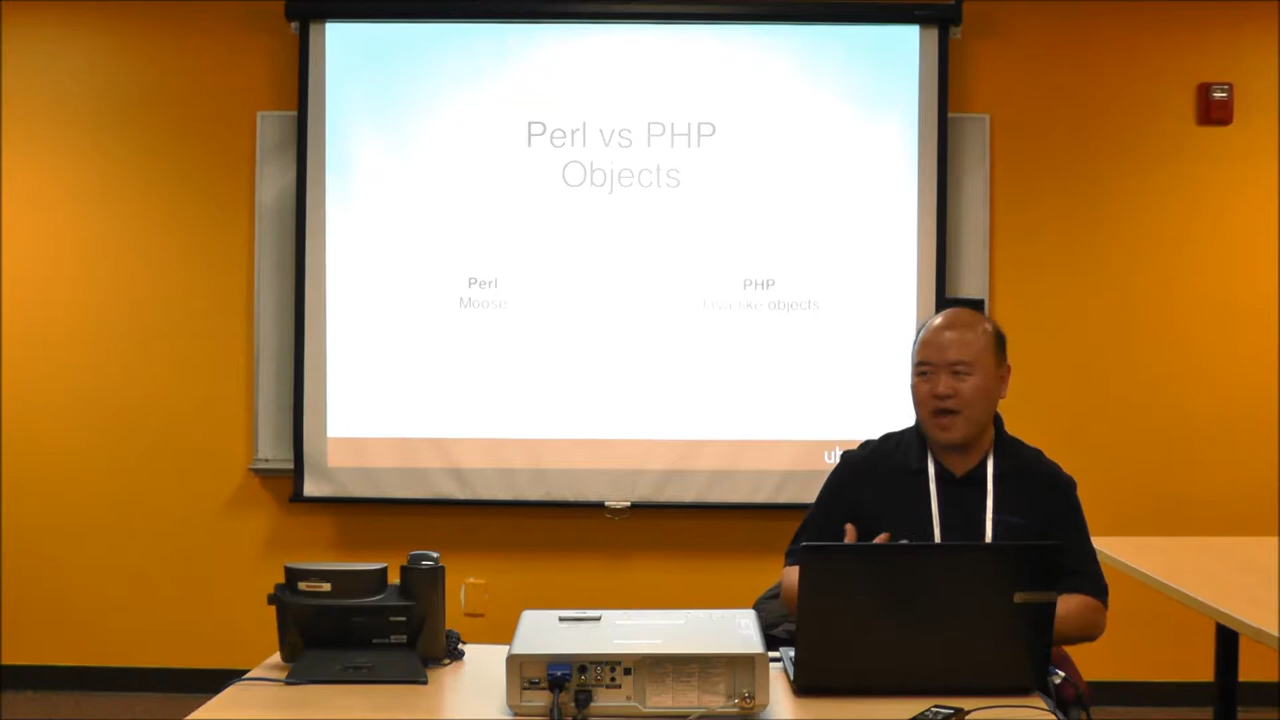 Perl vs PHP
Objects
Perl
Moose
PHP
Java like objects